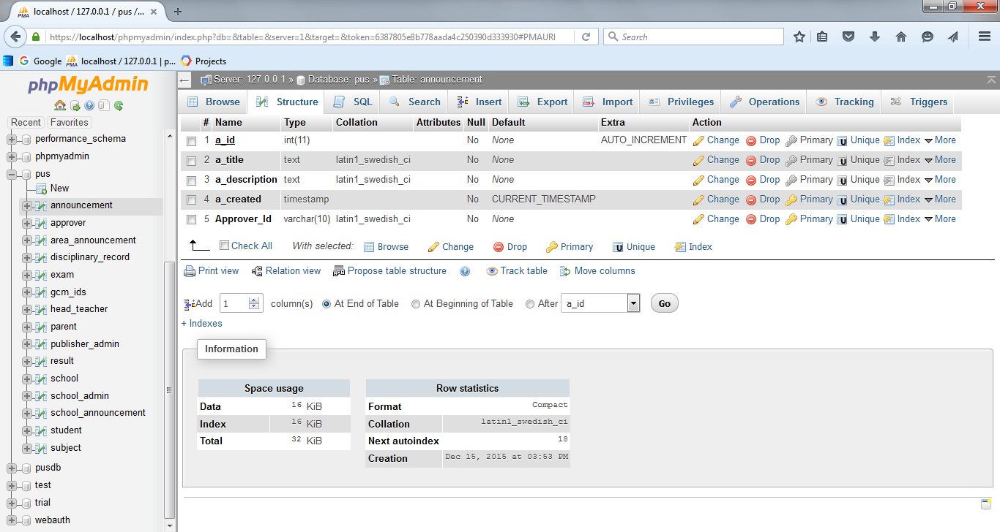 localhost / 127.0.0.1 / pus /...
https://localhost/phpmyadmin/index.php?db=&table=&server=1&target=&token=6387805e8b778aada4c250390d333930#PMAURI
Search
Google localhost / 127.0.0.1 | p... Projects
phpMyAdmin
Recent Favorites
performance_schema
phpmyadmin
pus
New
announcement
approver
area_announcement
disciplinary_record
exam
gcm_ids
head_teacher
parent
publisher_admin
result
school
school_admin
school_announcement
student
subject
pusdb
test
trial
webauth
Server: 127.0.0.1 » Database: pus » Table: announcement
Browse Structure SQL Search Insert Export Import Privileges Operations Tracking Triggers
# Name Type Collation Attributes Null Default Extra Action
1 a_id int(11) No None AUTO_INCREMENT Change Drop Primary Unique Index More
2 a_title text latin1_swedish_ci No None Change Drop Primary Unique Index More
3 a_description text latin1_swedish_ci No None Change Drop Primary Unique Index More
4 a_created timestamp No CURRENT_TIMESTAMP Change Drop Primary Unique Index More
5 Approver_Id varchar(10) latin1_swedish_ci No None Change Drop Primary Unique Index More
Check All With selected: Browse Change Drop Primary Unique Index
Print view Relation view Propose table structure Track table Move columns
Add 1 column(s) At End of Table At Beginning of Table After a_id Go
+ Indexes
Information
Space usage
Data 16 KiB
Index 16 KiB
Total 32 KiB
Row statistics
Format Compact
Collation latin1_swedish_ci
Next autoindex 18
Creation Dec 15, 2015 at 03:53 PM